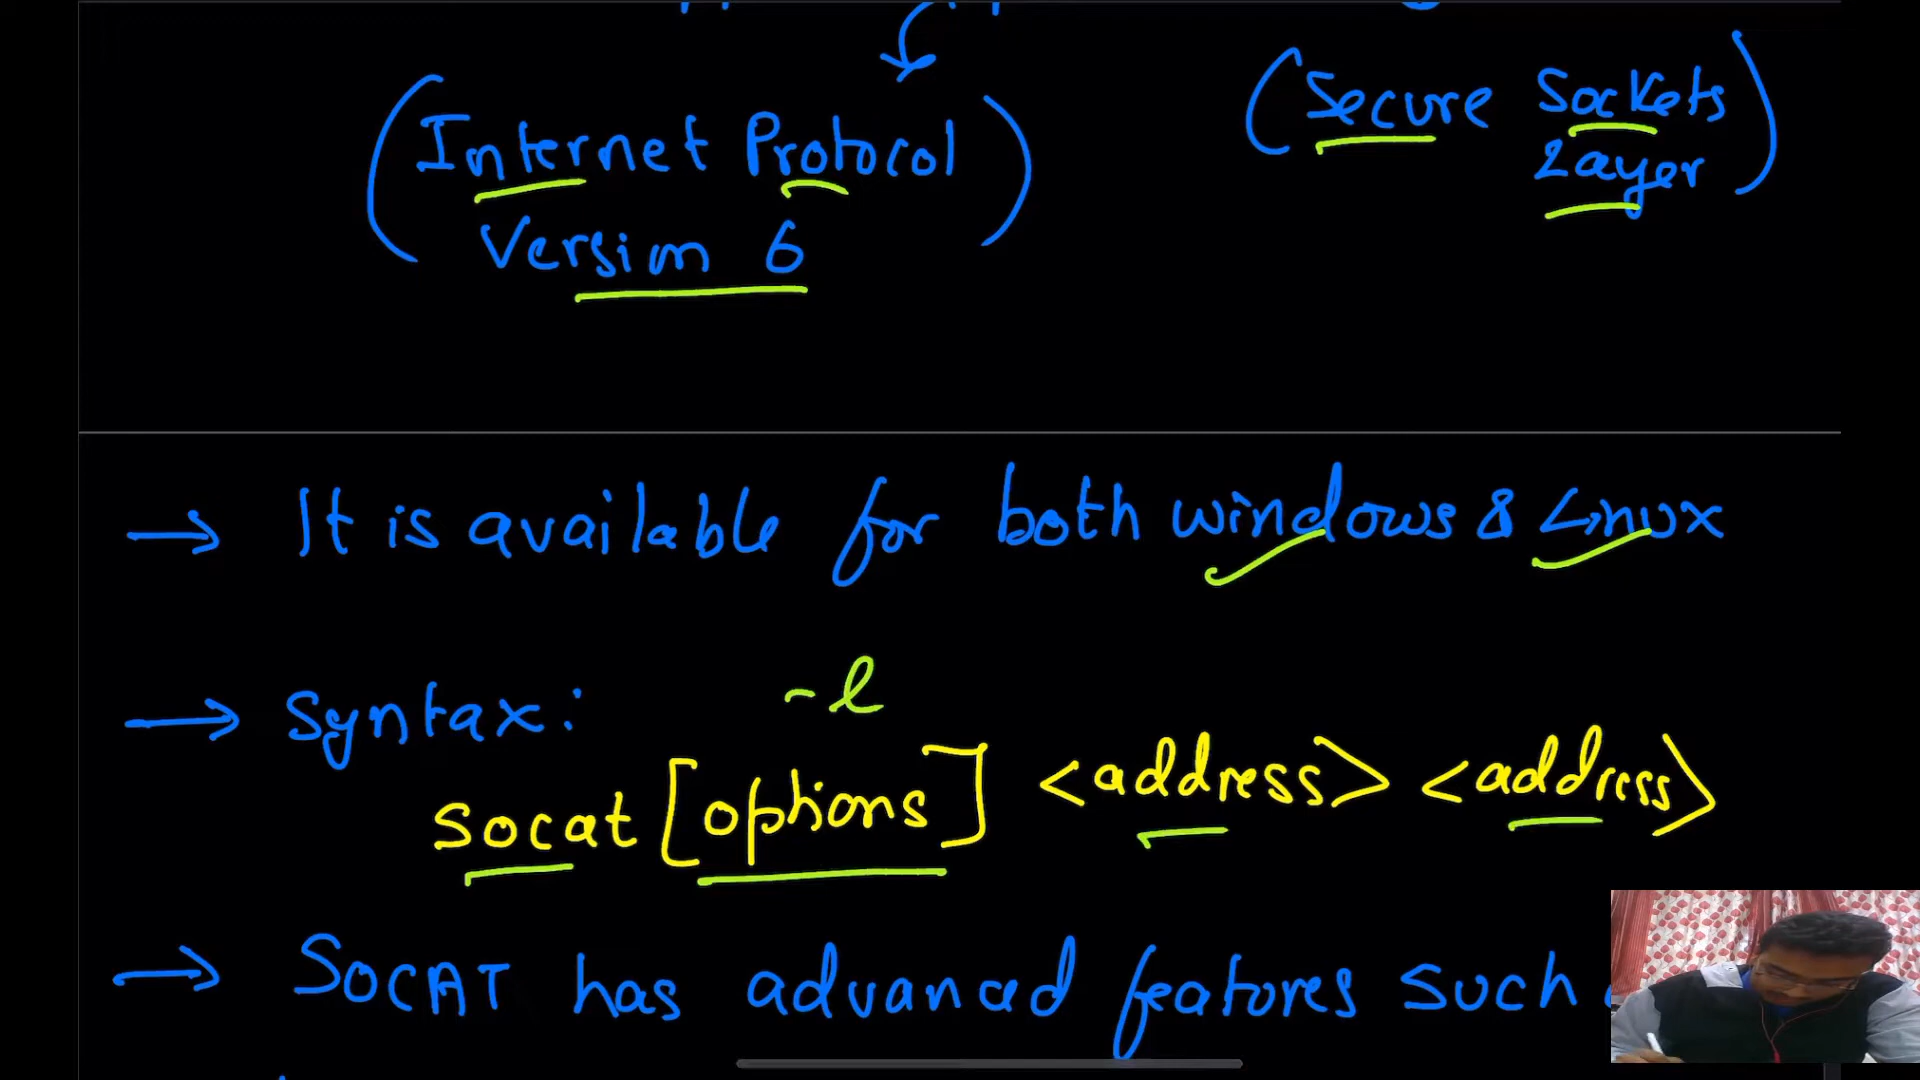 (Internet Protocol
Version 6)
(Secure Sockets
Layer)
→ It is available for both windows & Linux
→ Syntax:
-l
socat [options] <address> <address>
→ SOCAT has advanced features such